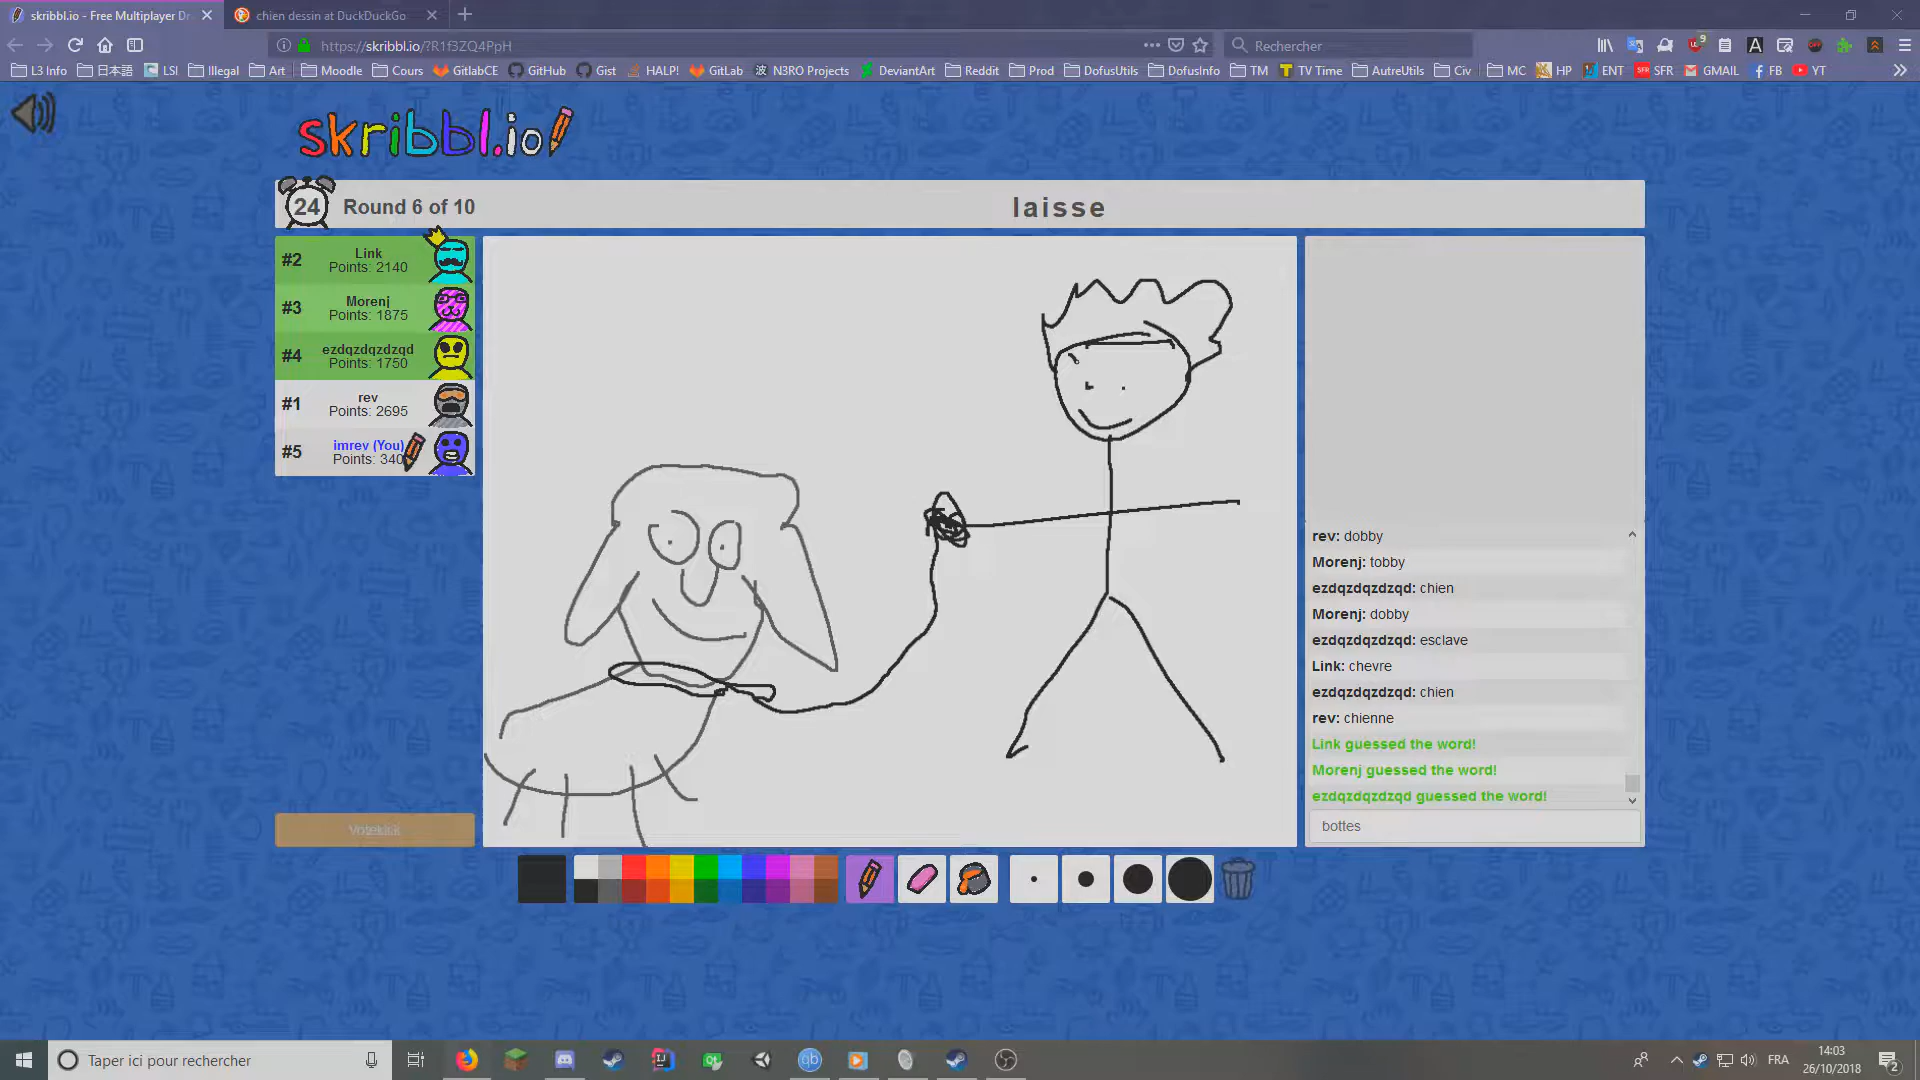 skribbl.io - Free Multiplayer Dr
chien dessin at DuckDuckGo
https://skribbl.io/?R1f3ZQ4PpH
Rechercher
9
L3 Info
日本語
LSI
Illegal
Art
Moodle
Cours
GitlabCE
GitHub
Gist
HALP!
GitLab
波 N3RO Projects
DeviantArt
Reddit
Prod
DofusUtils
DofusInfo
TM
TV Time
AutreUtils
Civ
MC
HP
ENT
SFR SFR
GMAIL
FB
YT
skribbl.io
24
Round 6 of 10
laisse
#2
Link
Points: 2140
#3
Morenj
Points: 1875
#4
ezdqzdqzdzqd
Points: 1750
#1
rev
Points: 2695
#5
imrev (You)
Points: 340
Votekick
rev: dobby
Morenj: tobby
ezdqzdqzdzqd: chien
Morenj: dobby
ezdqzdqzdzqd: esclave
Link: chevre
ezdqzdqzdzqd: chien
rev: chienne
Link guessed the word!
Morenj guessed the word!
ezdqzdqzdzqd guessed the word!
bottes
Taper ici pour rechercher
FRA
14:03
26/10/2018
2